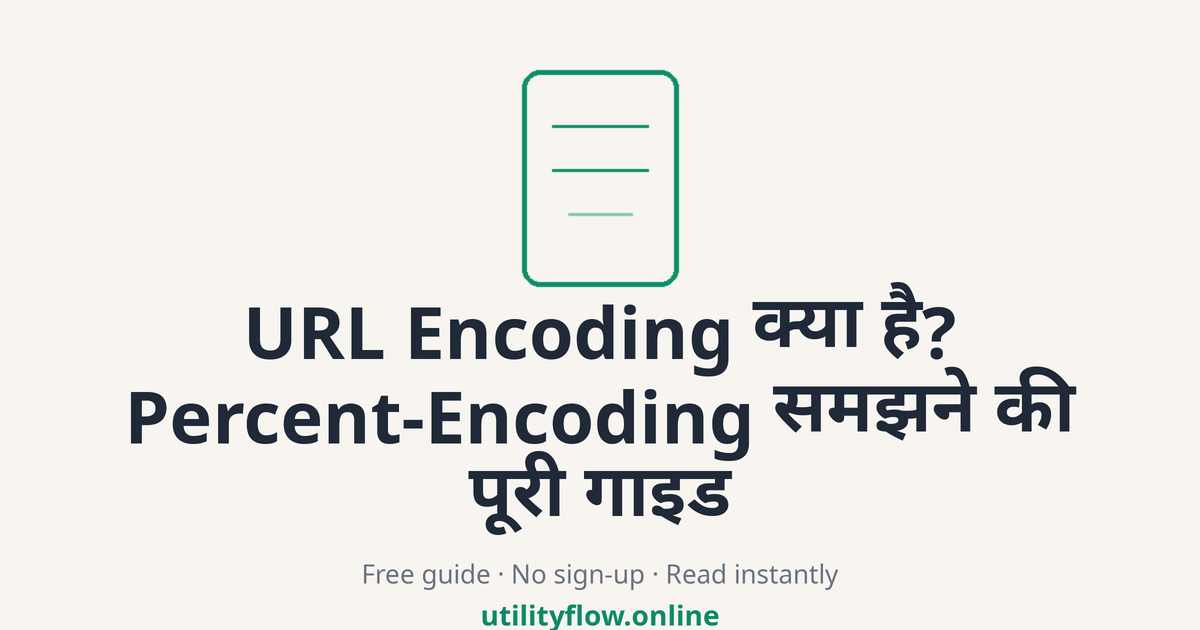 URL Encoding क्या है?
Percent-Encoding समझने की
पूरी गाइड
Free guide · No sign-up · Read instantly
utilityflow.online